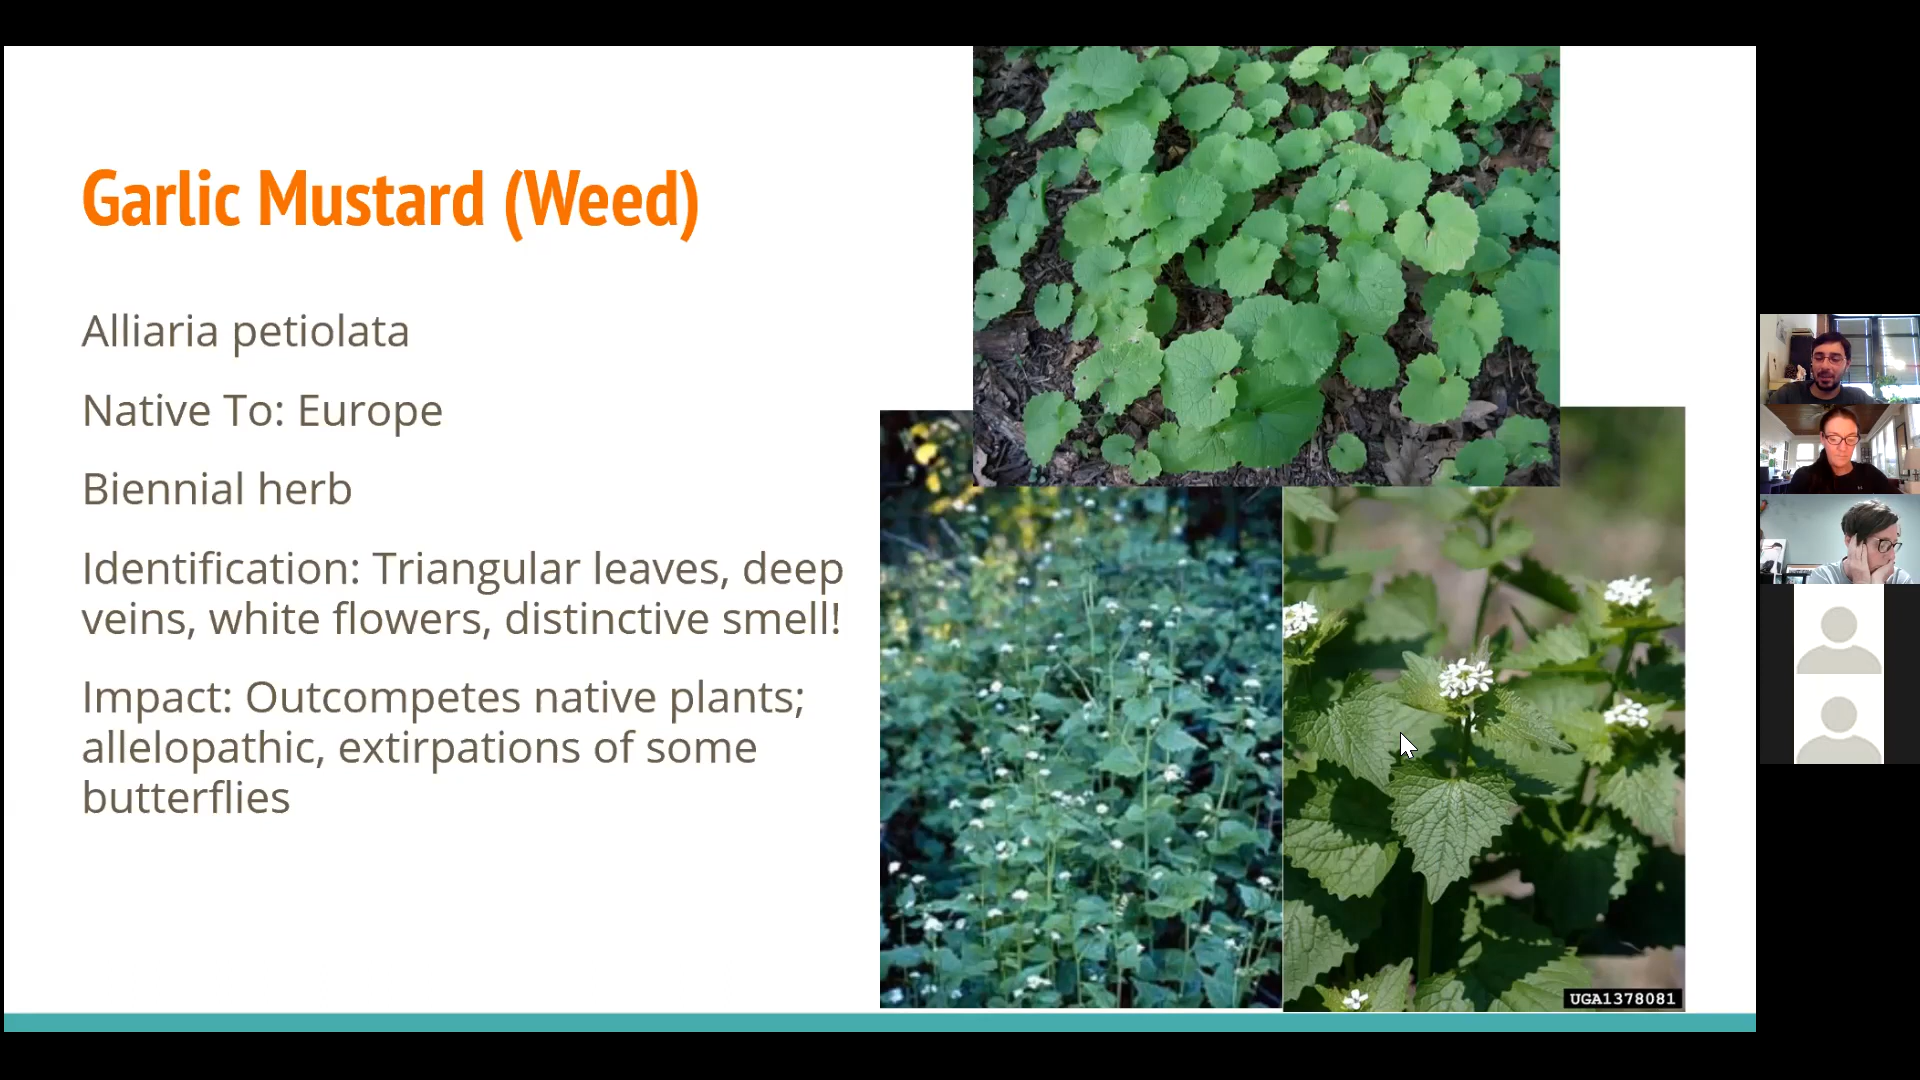 Garlic Mustard (Weed)
Alliaria petiolata
Native To: Europe
Biennial herb
Identification: Triangular leaves, deep
veins, white flowers, distinctive smell!
Impact: Outcompetes native plants;
allelopathic, extirpations of some
butterflies
UGA1378081